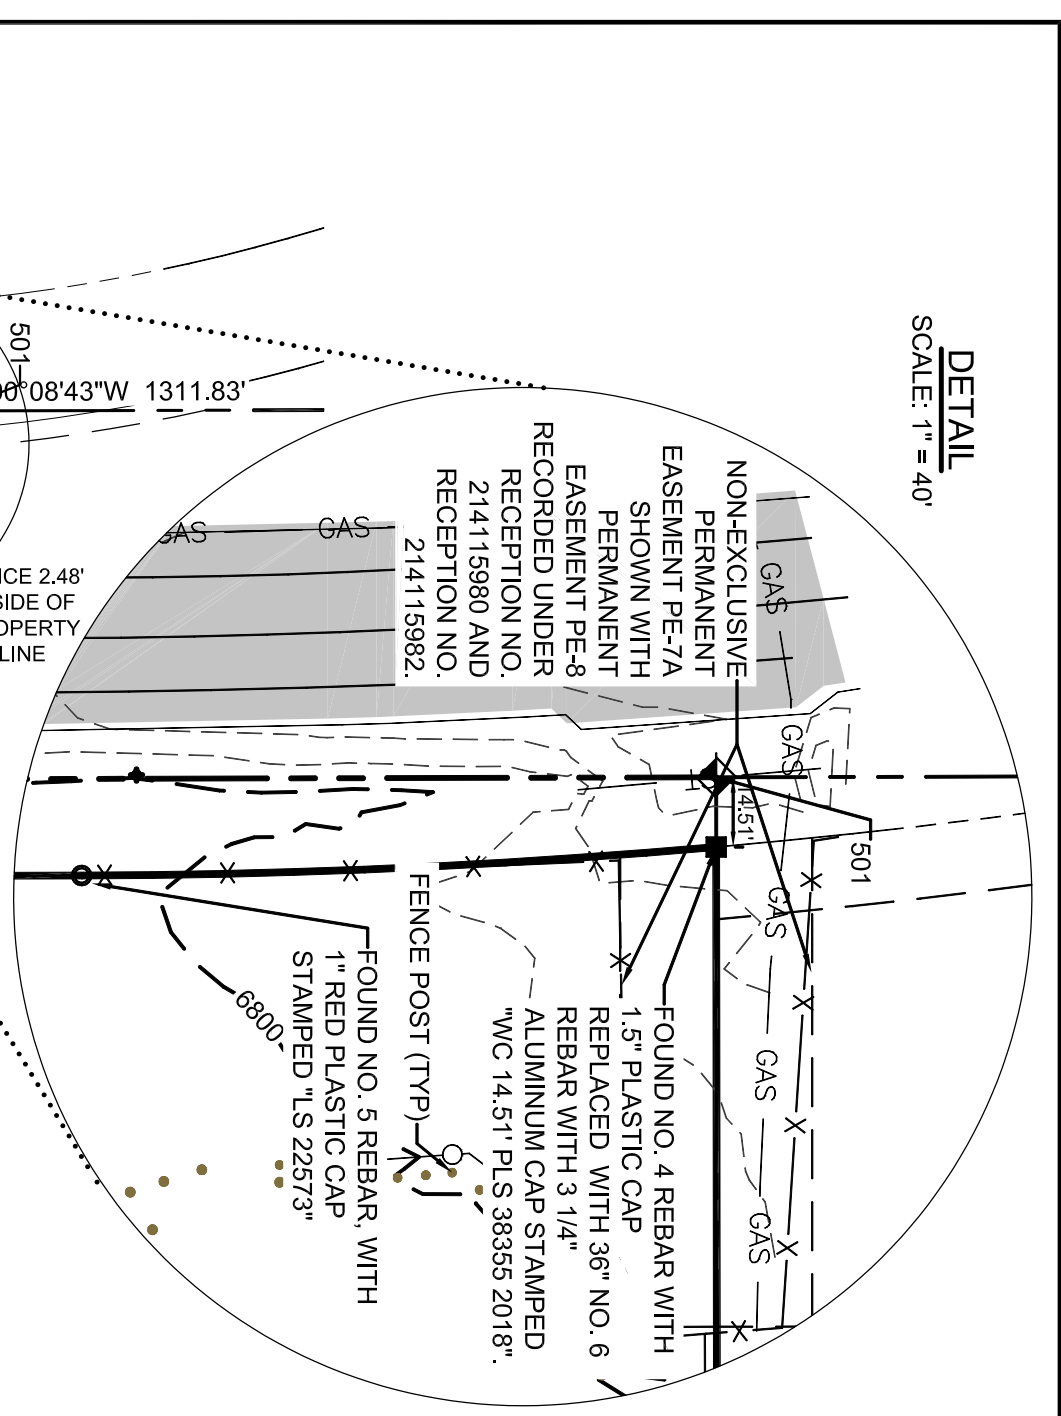 DETAIL
SCALE: 1" = 40'
NON-EXCLUSIVE
PERMANENT
EASEMENT PE-7A
SHOWN WITH
PERMANENT
EASEMENT PE-8
RECORDED UNDER
RECEPTION NO.
214115980 AND
RECEPTION NO.
214115982.
GAS
GAS
GAS
GAS
GAS
GAS
GAS
14.51'
501
FOUND NO. 4 REBAR WITH
1.5" PLASTIC CAP
REPLACED WITH 36" NO. 6
REBAR WITH 3 1/4"
ALUMINUM CAP STAMPED
"WC 14.51' PLS 38355 2018".
FENCE POST (TYP)
FOUND NO. 5 REBAR, WITH
1" RED PLASTIC CAP
STAMPED "LS 22573"
6800
501
00°08'43"W 1311.83'
NCE 2.48'
SIDE OF
OPERTY
LINE